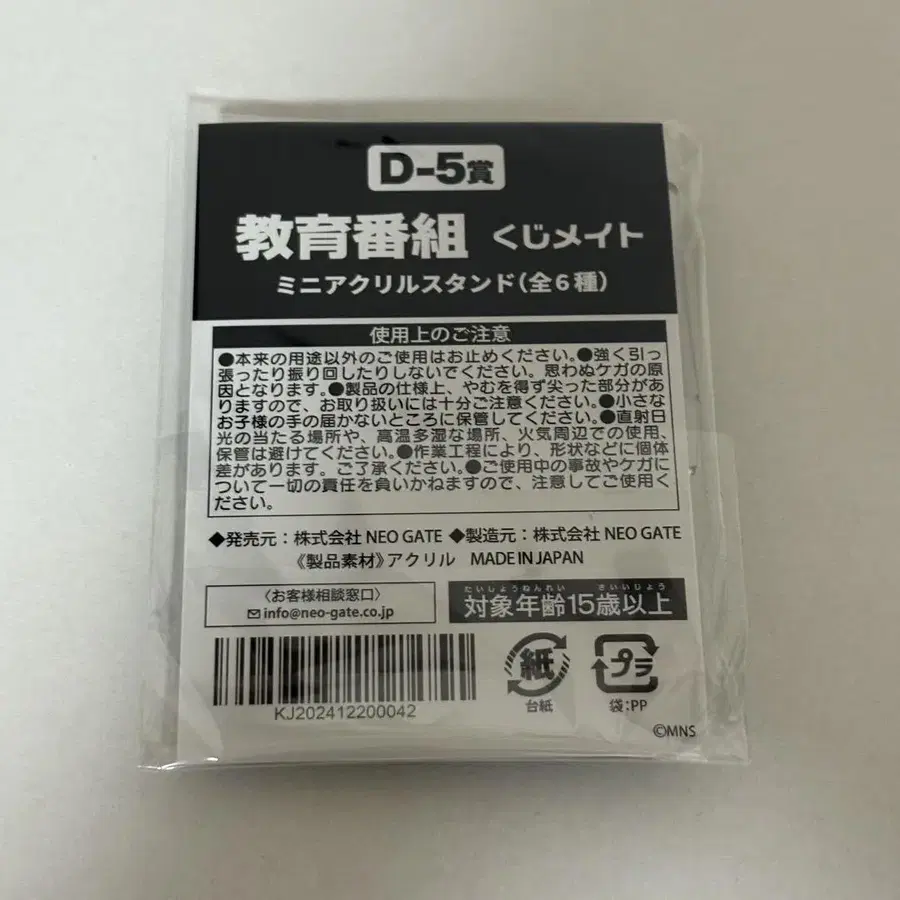 D-5賞
教育番組 くじメイト
ミニアクリルスタンド(全6種)
使用上のご注意
●本来の用途以外のご使用はお止めください。●強く引っ
張ったり振り回したりしないでください。思わぬケガの原
因となります。●製品の仕様上、やむを得ず尖った部分があ
りますので、お取り扱いには十分ご注意ください。●小さな
お子様の手の届かないところに保管してください。●直射日
光の当たる場所や、高温多湿な場所、火気周辺での使用、
保管は避けてください。●作業工程により、形状などに個体
差があります。ご了承ください。●ご使用中の事故やケガに
ついて一切の責任を負いかねますので、注意してご使用く
ださい。
◆発売元：株式会社 NEO GATE ◆製造元：株式会社 NEO GATE
《製品素材》アクリル MADE IN JAPAN
〈お客様相談窓口〉
✉info@neo-gate.co.jp
たいしょうねんれい さいいじょう
対象年齢15歳以上
KJ202412200042
紙
台紙
プラ
袋:PP
©MNS